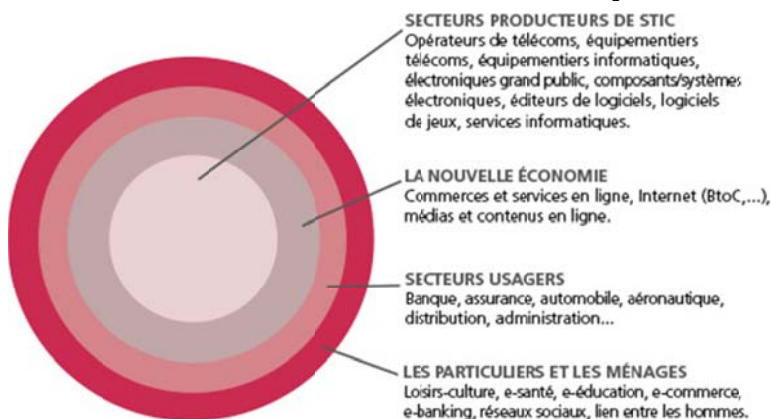 SECTEURS PRODUCTEURS DE STIC
Opérateurs de télécoms, équipementiers
télécoms, équipementiers informatiques,
électroniques grand public, composants/systèmes
électroniques, éditeurs de logiciels, logiciels
de jeux, services informatiques.
LA NOUVELLE ÉCONOMIE
Commerces et services en ligne, Internet (BtoC,...),
médias et contenus en ligne.
SECTEURS USAGERS
Banque, assurance, automobile, aéronautique,
distribution, administration...
LES PARTICULIERS ET LES MÉNAGES
Loisirs-culture, e-santé, e-éducation, e-commerce,
e-banking, réseaux sociaux, lien entre les hommes.